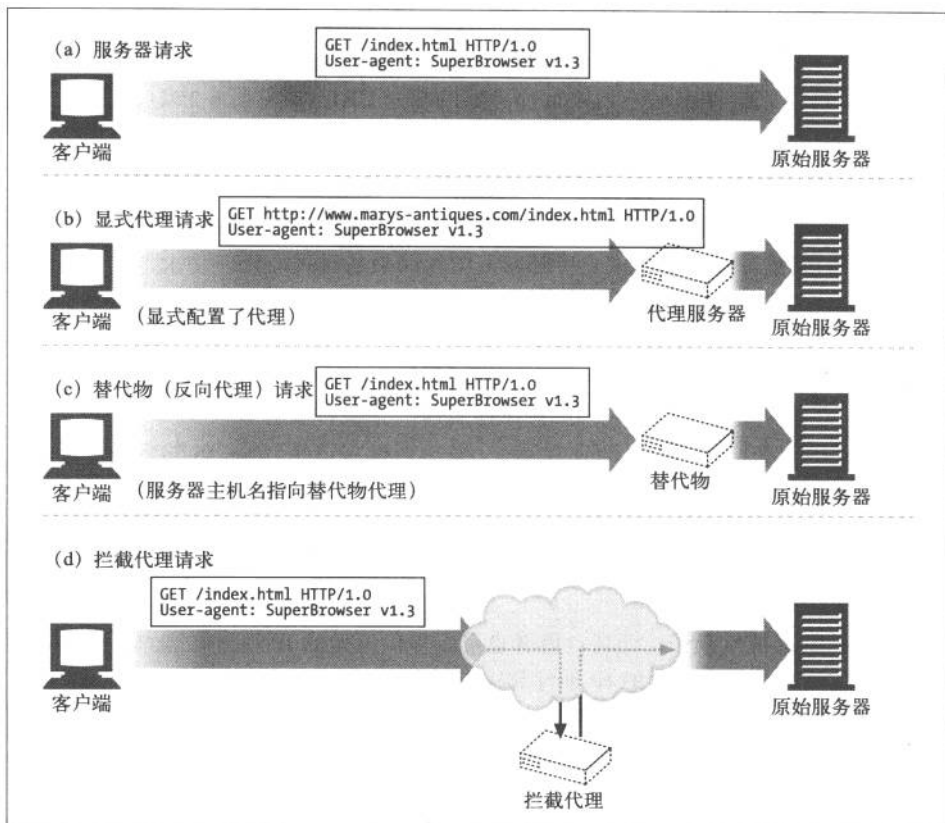 (a) 服务器请求
GET /index.html HTTP/1.0
User-agent: SuperBrowser v1.3
客户端
原始服务器
(b) 显式代理请求
GET http://www.marys-antiques.com/index.html HTTP/1.0
User-agent: SuperBrowser v1.3
客户端
(显式配置了代理)
代理服务器
原始服务器
(c) 替代物（反向代理）请求
GET /index.html HTTP/1.0
User-agent: SuperBrowser v1.3
客户端
(服务器主机名指向替代物代理)
替代物
原始服务器
(d) 拦截代理请求
GET /index.html HTTP/1.0
User-agent: SuperBrowser v1.3
客户端
原始服务器
拦截代理